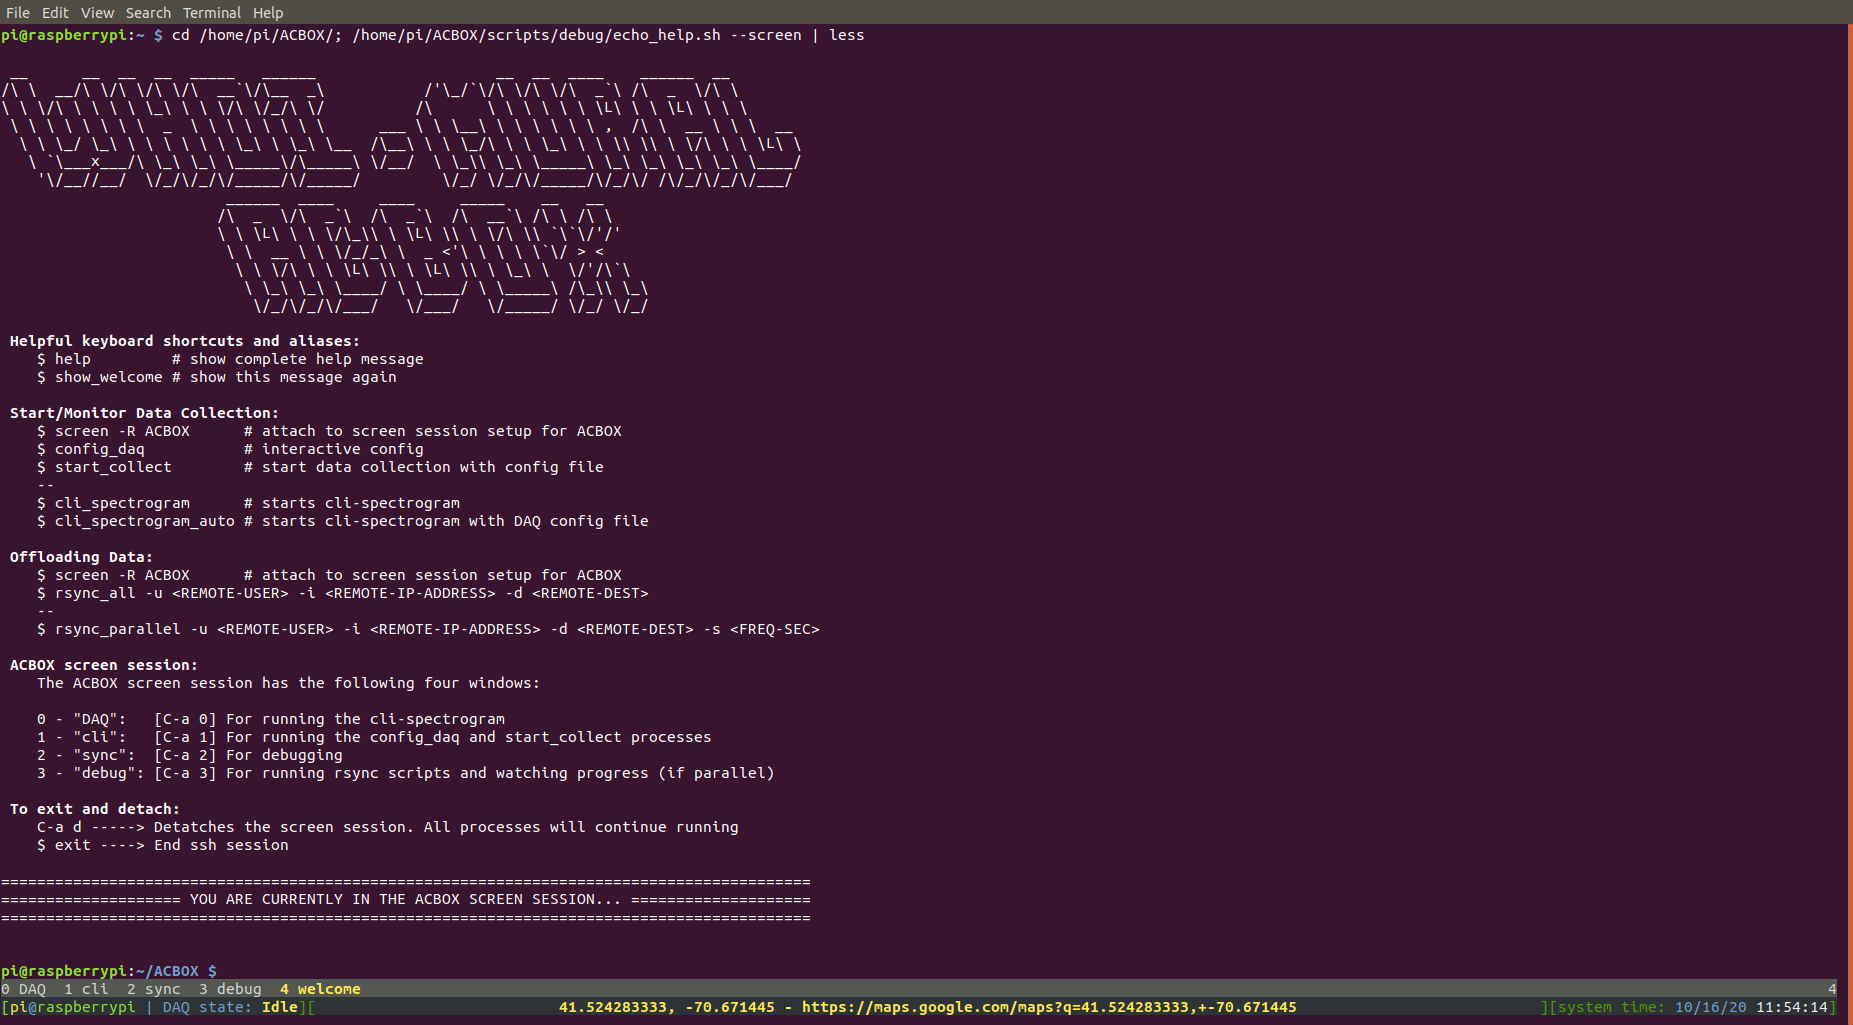 File Edit View Search Terminal Help
pi@raspberrypi:~ $ cd /home/pi/ACBOX/; /home/pi/ACBOX/scripts/debug/echo_help.sh --screen | less
WHOI - MURAL
ACBOX
Helpful keyboard shortcuts and aliases:
$ help # show complete help message
$ show_welcome # show this message again
Start/Monitor Data Collection:
$ screen -R ACBOX # attach to screen session setup for ACBOX
$ config_daq # interactive config
$ start_collect # start data collection with config file
--
$ cli_spectrogram # starts cli-spectrogram
$ cli_spectrogram_auto # starts cli-spectrogram with DAQ config file
Offloading Data:
$ screen -R ACBOX # attach to screen session setup for ACBOX
$ rsync_all -u <REMOTE-USER> -i <REMOTE-IP-ADDRESS> -d <REMOTE-DEST>
--
$ rsync_parallel -u <REMOTE-USER> -i <REMOTE-IP-ADDRESS> -d <REMOTE-DEST> -s <FREQ-SEC>
ACBOX screen session:
The ACBOX screen session has the following four windows:
0 - "DAQ": [C-a 0] For running the cli-spectrogram
1 - "cli": [C-a 1] For running the config_daq and start_collect processes
2 - "sync": [C-a 2] For debugging
3 - "debug": [C-a 3] For running rsync scripts and watching progress (if parallel)
To exit and detach:
C-a d -----> Detatches the screen session. All processes will continue running
$ exit ----> End ssh session
==========================================================================================
==================== YOU ARE CURRENTLY IN THE ACBOX SCREEN SESSION... ====================
==========================================================================================
pi@raspberrypi:~/ACBOX $
0 DAQ 1 cli 2 sync 3 debug 4 welcome 4
[pi@raspberrypi | DAQ state: Idle][ 41.524283333, -70.671445 - https://maps.google.com/maps?q=41.524283333,+-70.671445 ][system time: 10/16/20 11:54:14]